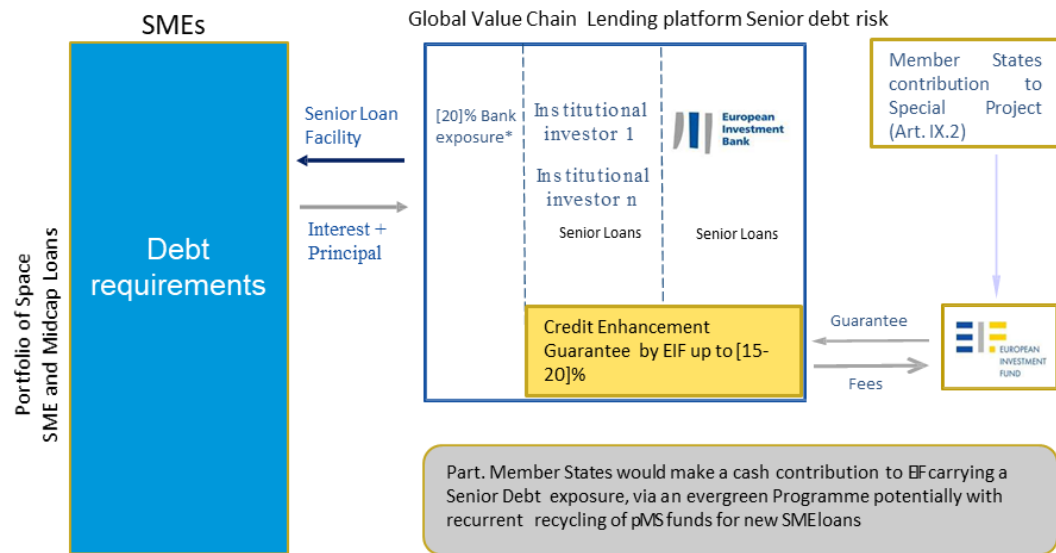 SMEs
Global Value Chain Lending platform Senior debt risk
Portfolio of Space
SME and Midcap Loans
Debt
requirements
Senior Loan
Facility
Interest +
Principal
[20]% Bank
exposure*
Institutional
investor 1
Institutional
investor n
Senior Loans
European
Investment
Bank
Senior Loans
Credit Enhancement
Guarantee by EIF up to [15-
20]%
Member States
contribution to
Special Project
(Art. IX.2)
Guarantee
Fees
EIF
EUROPEAN
INVESTMENT
FUND
Part. Member States would make a cash contribution to EIF carrying a
Senior Debt exposure, via an evergreen Programme potentially with
recurrent recycling of pMS funds for new SME loans